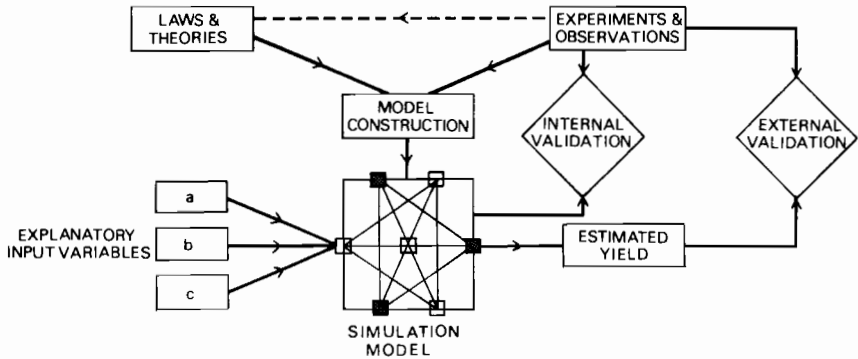 LAWS &
THEORIES
EXPERIMENTS &
OBSERVATIONS
MODEL
CONSTRUCTION
INTERNAL
VALIDATION
EXTERNAL
VALIDATION
a
EXPLANATORY
INPUT VARIABLES
b
c
ESTIMATED
YIELD
SIMULATION
MODEL